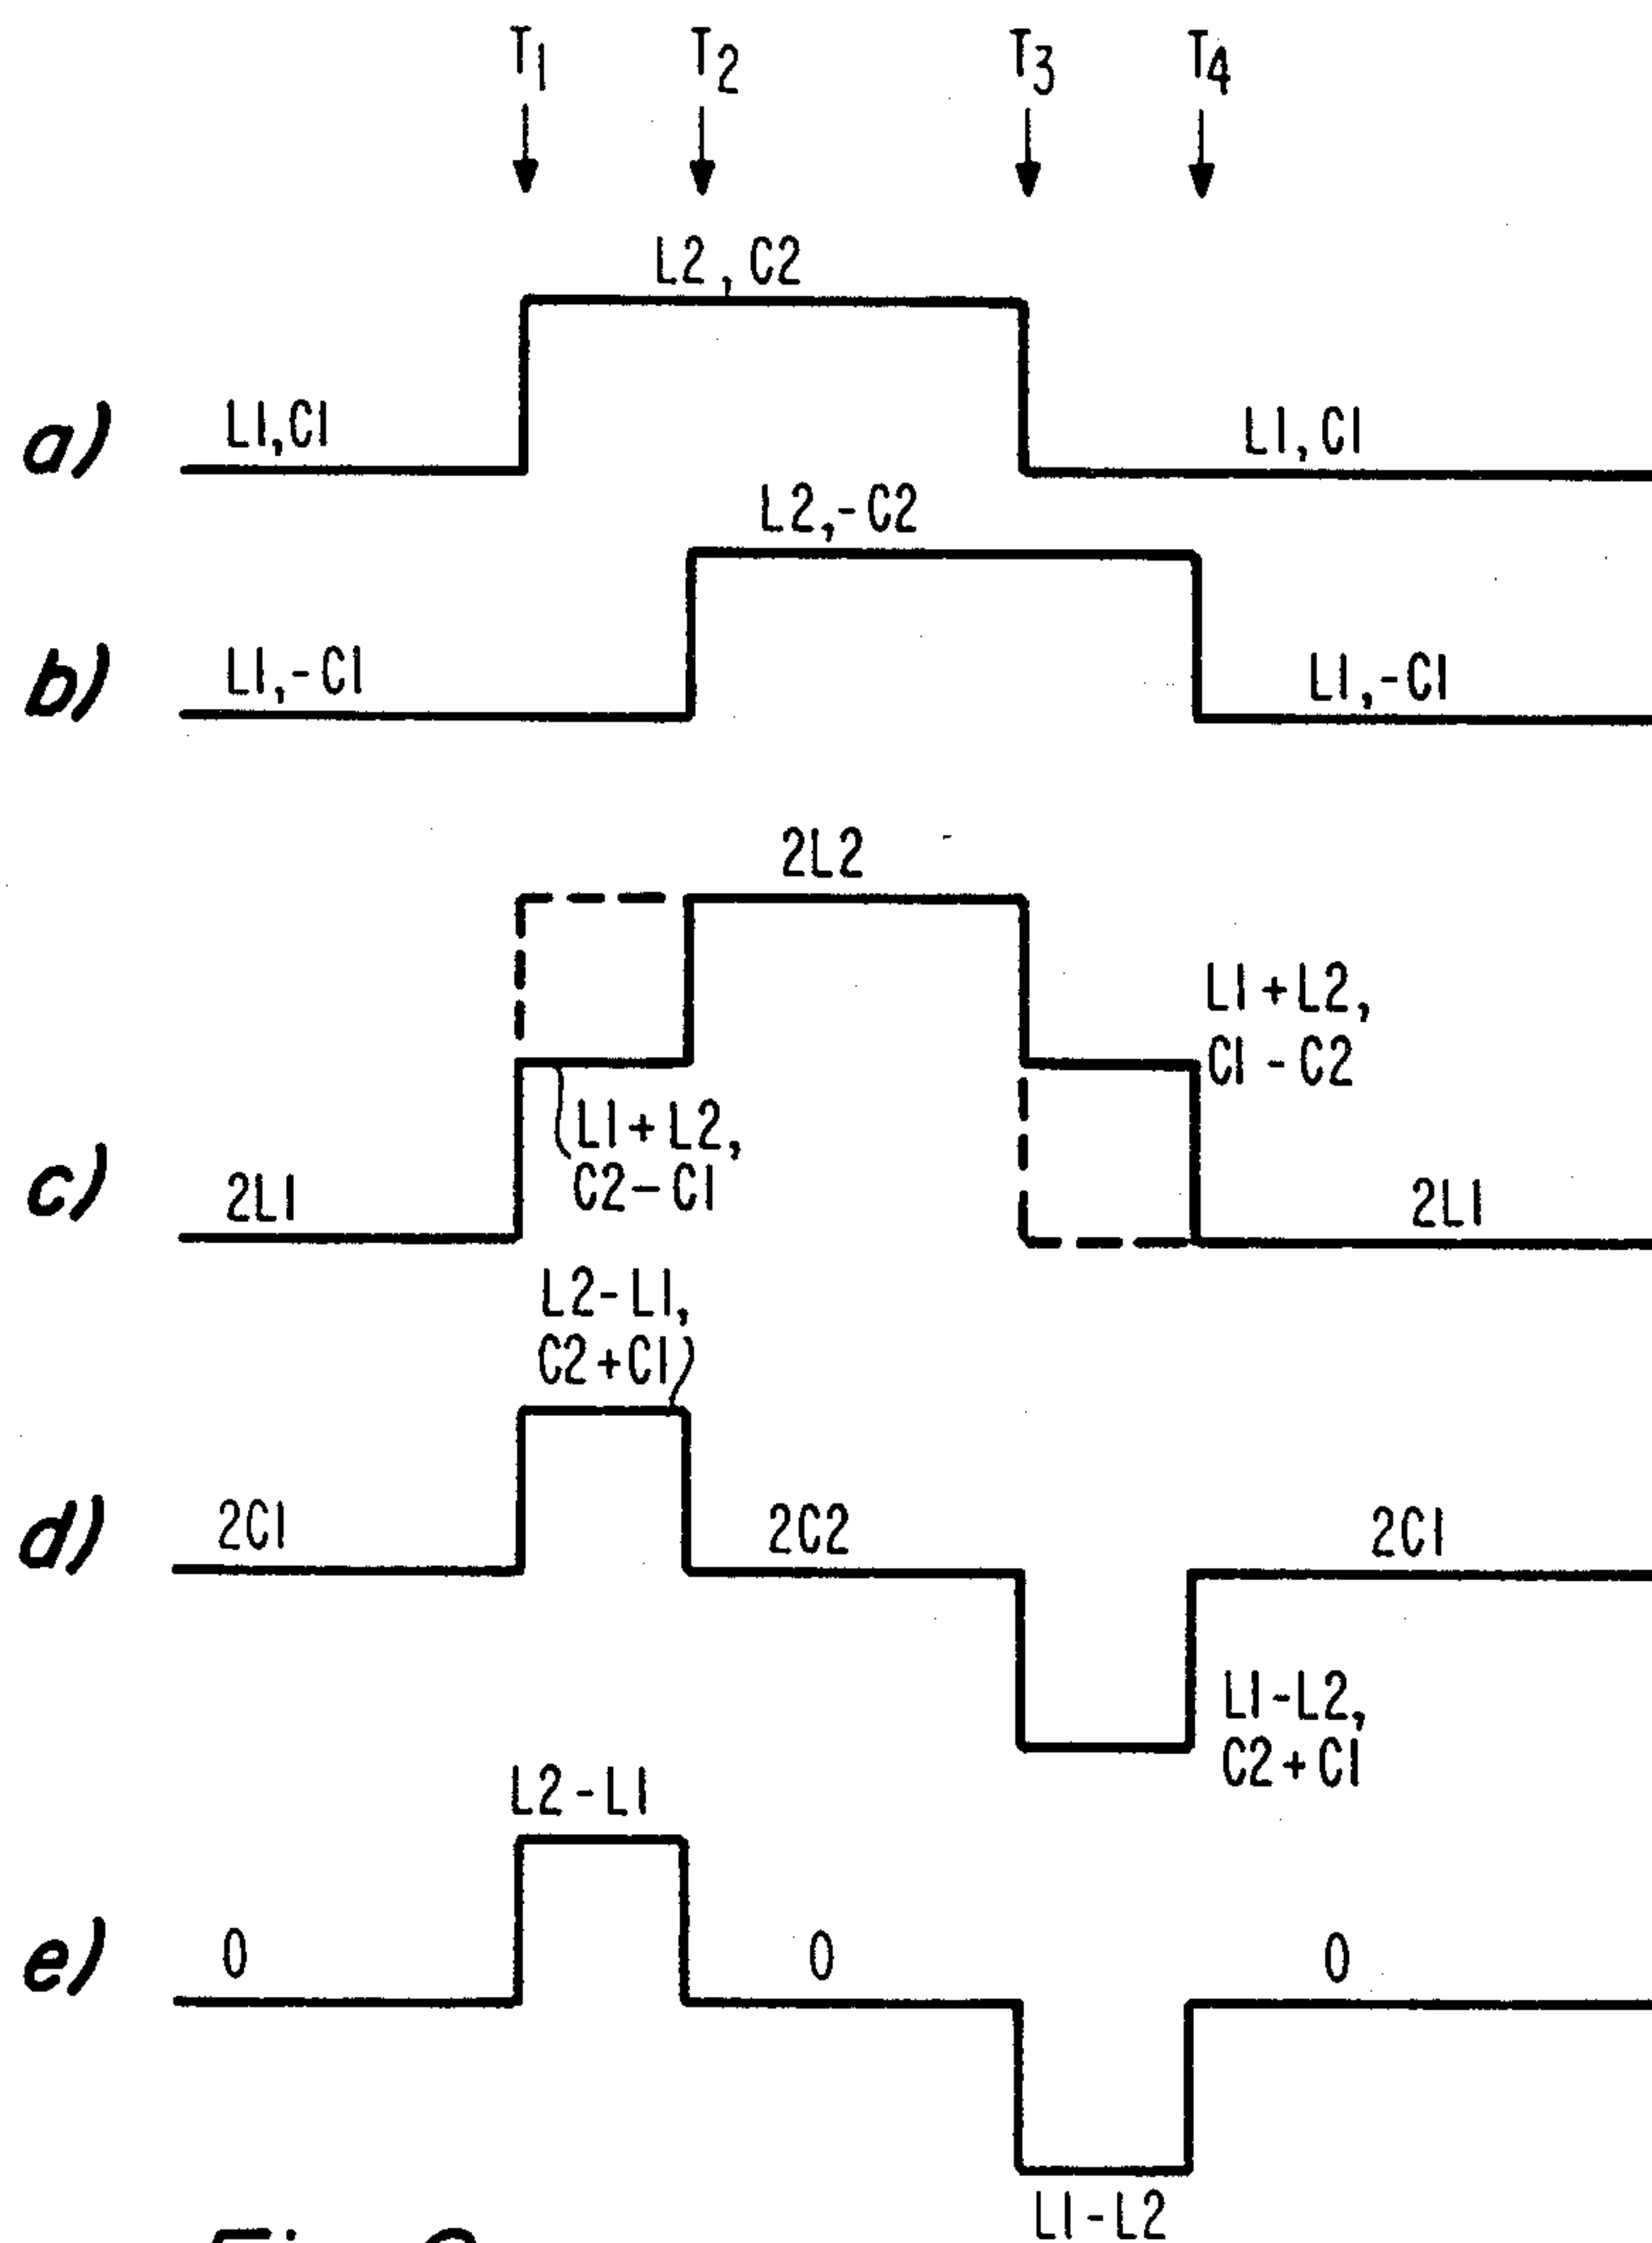 T1 T2 T3 T4
L2, C2
a) L1,C1 L1,C1
L2,-C2
b) L1,-C1 L1,-C1
2L2
L1+L2,
C1-C2
L1+L2,
C2-C1
c) 2L1 2L1
L2-L1,
C2+C1
d) 2C1 2C2 2C1
L1-L2,
C2+C1
L2-L1
e) 0 0 0
L1-L2